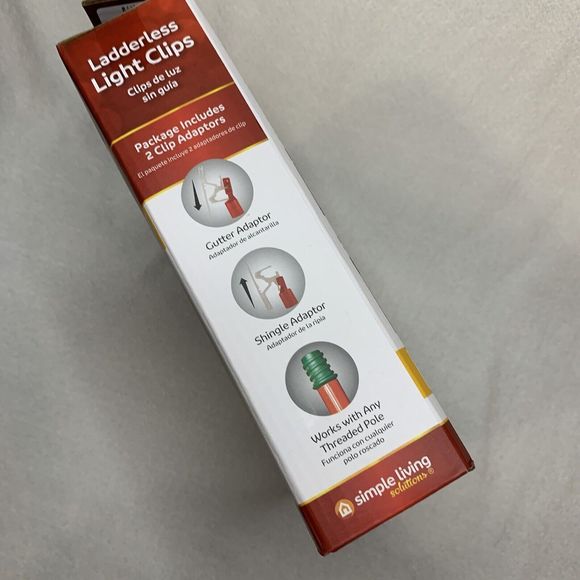 Ladderless
Light Clips
Clips de luz
sin guía
Package Includes
2 Clip Adaptors
El paquete incluye 2 adaptadores de clip
Gutter Adaptor
Adaptador de alcantarilla
Shingle Adaptor
Adaptador de la ripia
Works with Any
Threaded Pole
Funciona con cualquier
polo roscado
simple living
solutions®